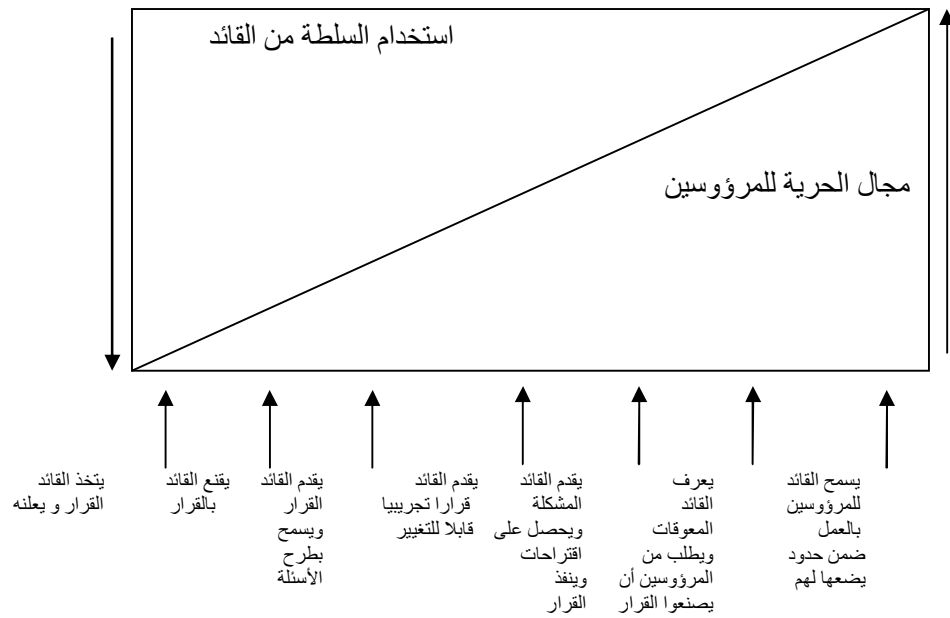 استخدام السلطة من القائد
مجال الحرية للمرؤوسين
يسمح القائد
للمرؤوسين
بالعمل
ضمن حدود
يضعها لهم
يعرف
القائد
المعوقات
ويطلب من
المرؤوسين أن
يصنعوا القرار
يقدم القائد
المشكلة
ويحصل على
اقتراحات
وينفذ
القرار
يقدم القائد
قرارا تجريبيا
قابلا للتغيير
يقدم القائد
القرار
ويسمح
بطرح
الأسئلة
يقنع القائد
بالقرار
يتخذ القائد
القرار و يعلنه